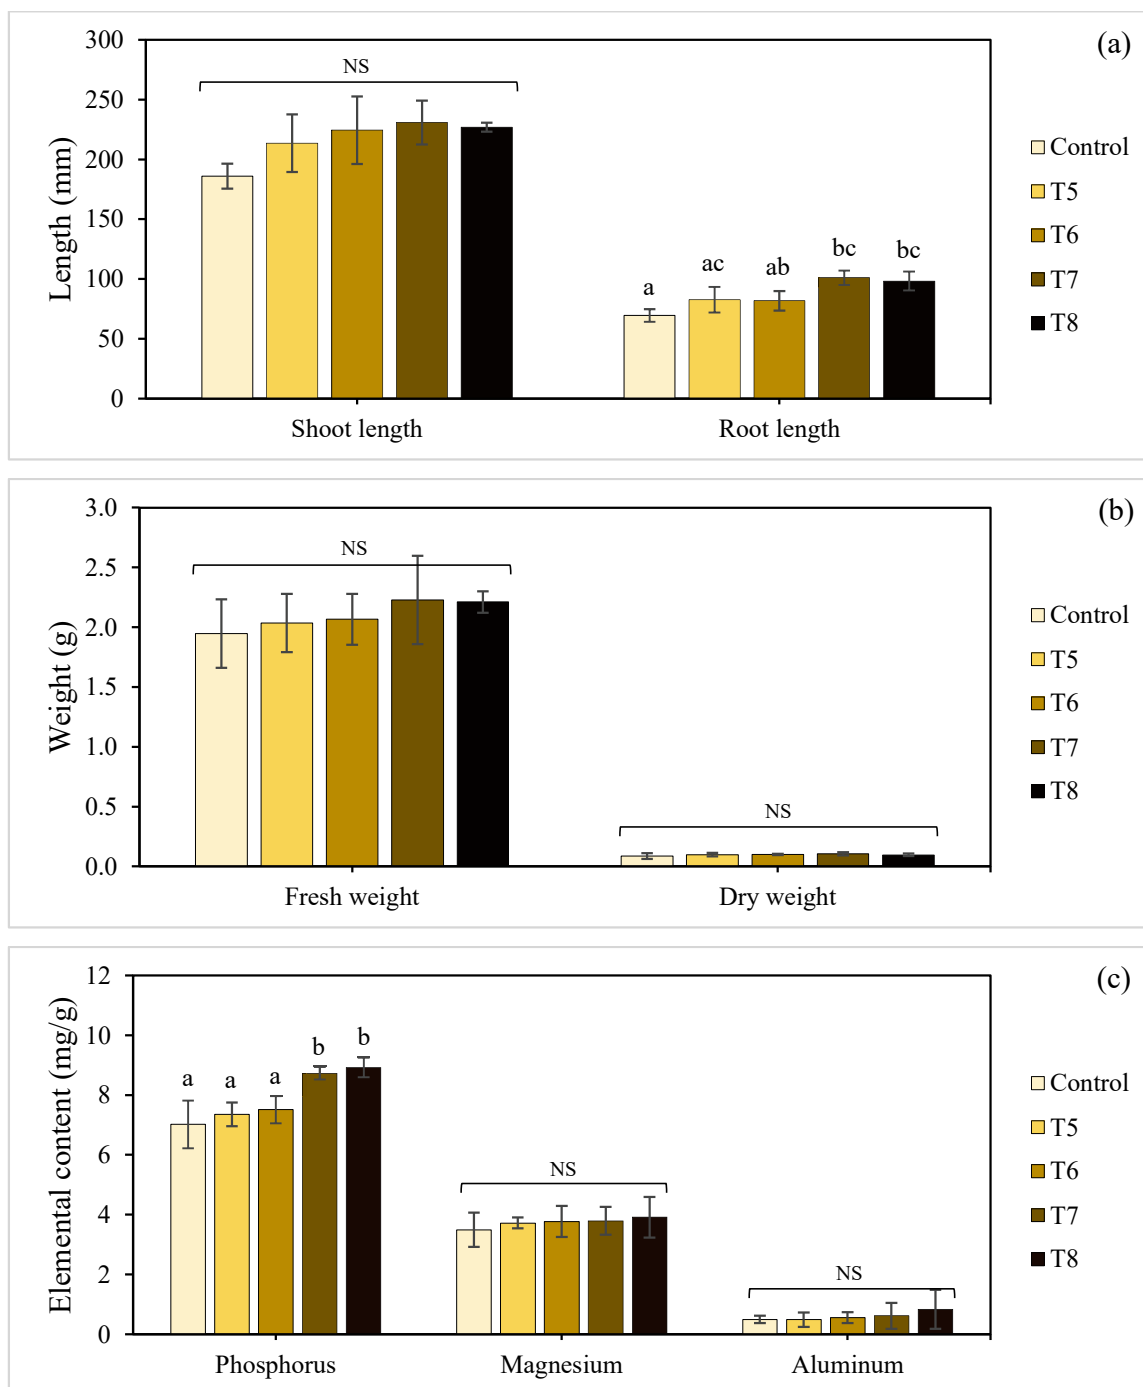 (a)
Length (mm)
300
250
200
150
100
50
0
NS
a
ac
ab
bc
bc
Shoot length
Root length
Control
T5
T6
T7
T8
(b)
Weight (g)
3.0
2.5
2.0
1.5
1.0
0.5
0.0
NS
NS
Fresh weight
Dry weight
Control
T5
T6
T7
T8
(c)
Elemental content (mg/g)
12
10
8
6
4
2
0
a
a
a
b
b
NS
NS
Phosphorus
Magnesium
Aluminum
Control
T5
T6
T7
T8